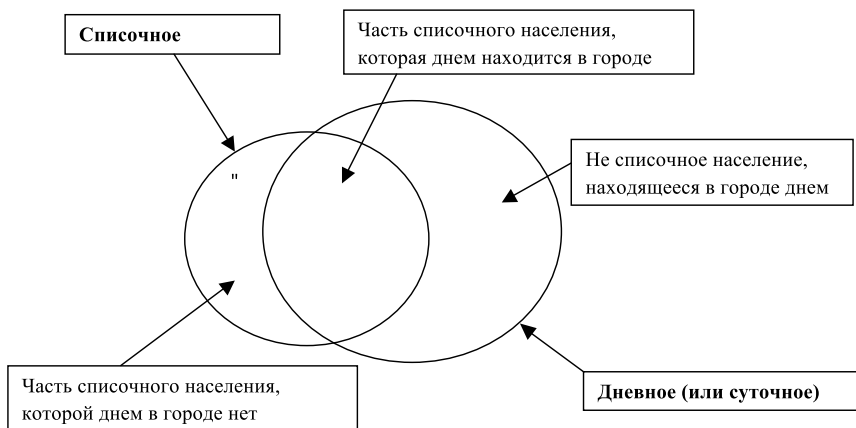 Списочное
Часть списочного населения,
которая днем находится в городе
"
Не списочное население,
находящееся в городе днем
Часть списочного населения,
которой днем в городе нет
Дневное (или суточное)